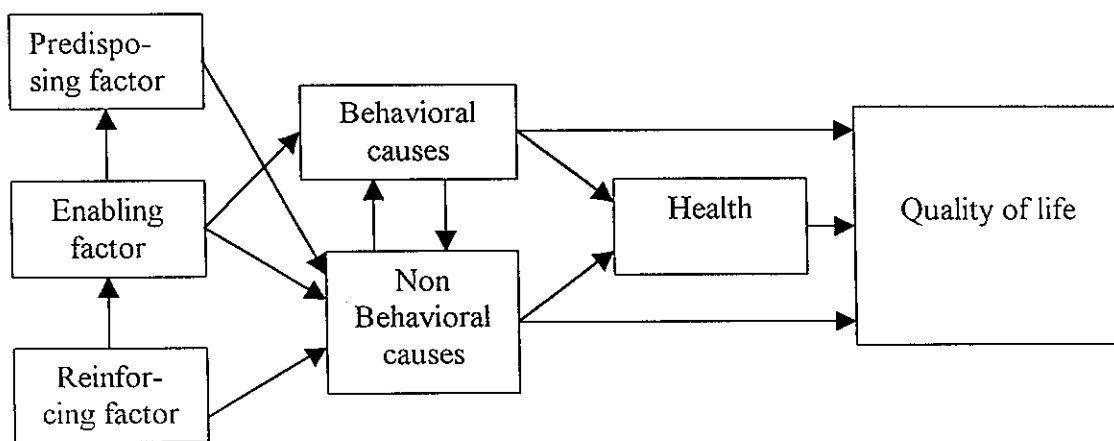 Predispo-
sing factor
Enabling
factor
Reinfor-
cing factor
Behavioral
causes
Non
Behavioral
causes
Health
Quality of life